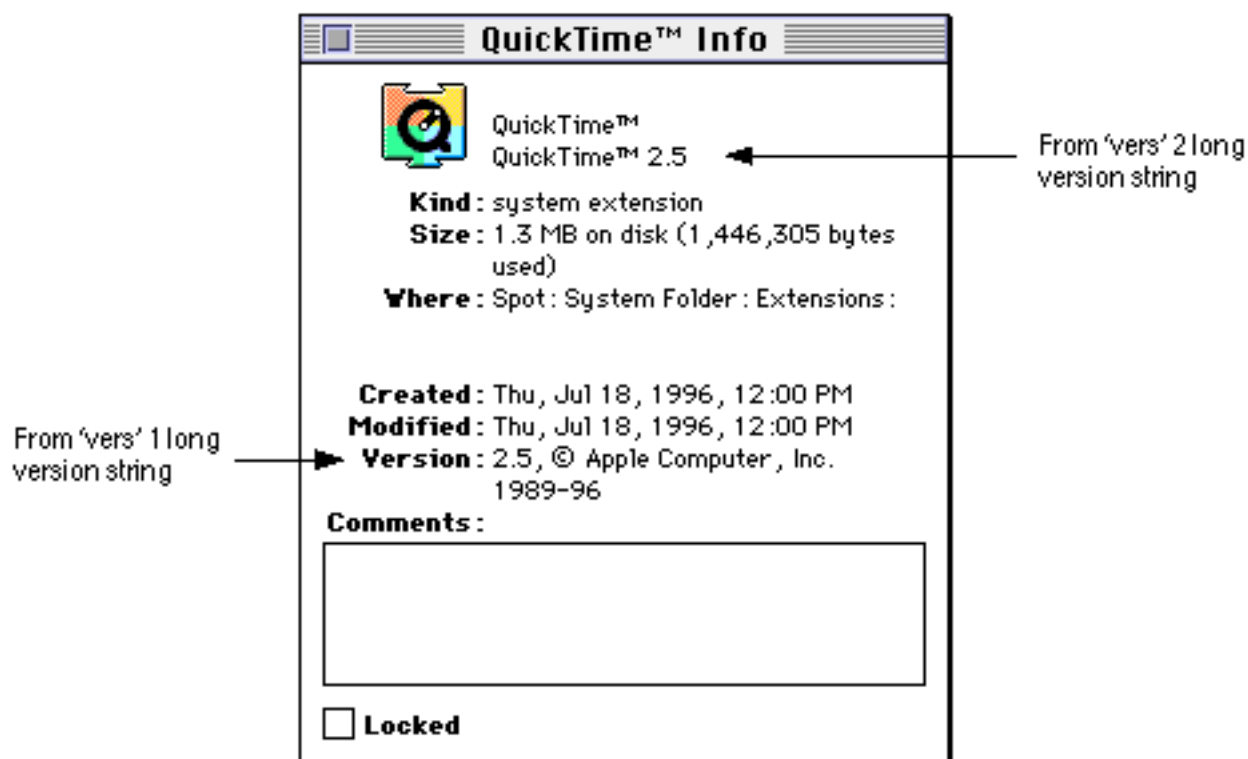 QuickTime™ Info
QuickTime™
QuickTime™ 2.5
From ‘vers’ 2 long
version string
Kind: system extension
Size: 1.3 MB on disk (1,446,305 bytes
used)
Where: Spot: System Folder: Extensions:
Created: Thu, Jul 18, 1996, 12:00 PM
Modified: Thu, Jul 18, 1996, 12:00 PM
From ‘vers’ 1 long
version string
Version: 2.5, © Apple Computer, Inc.
1989-96
Comments:
Locked